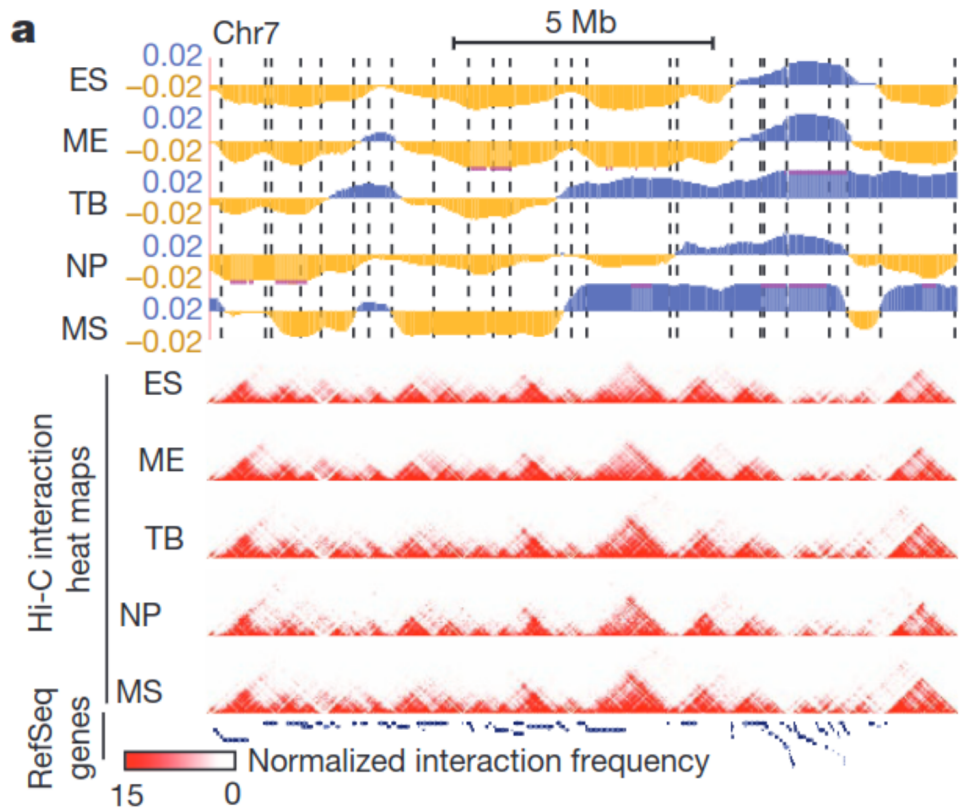 a
Chr7
5 Mb
ES
0.02
−0.02
ME
0.02
−0.02
TB
0.02
−0.02
NP
0.02
−0.02
MS
0.02
−0.02
Hi-C interaction
heat maps
ES
ME
TB
NP
MS
RefSeq
genes
15
0
Normalized interaction frequency